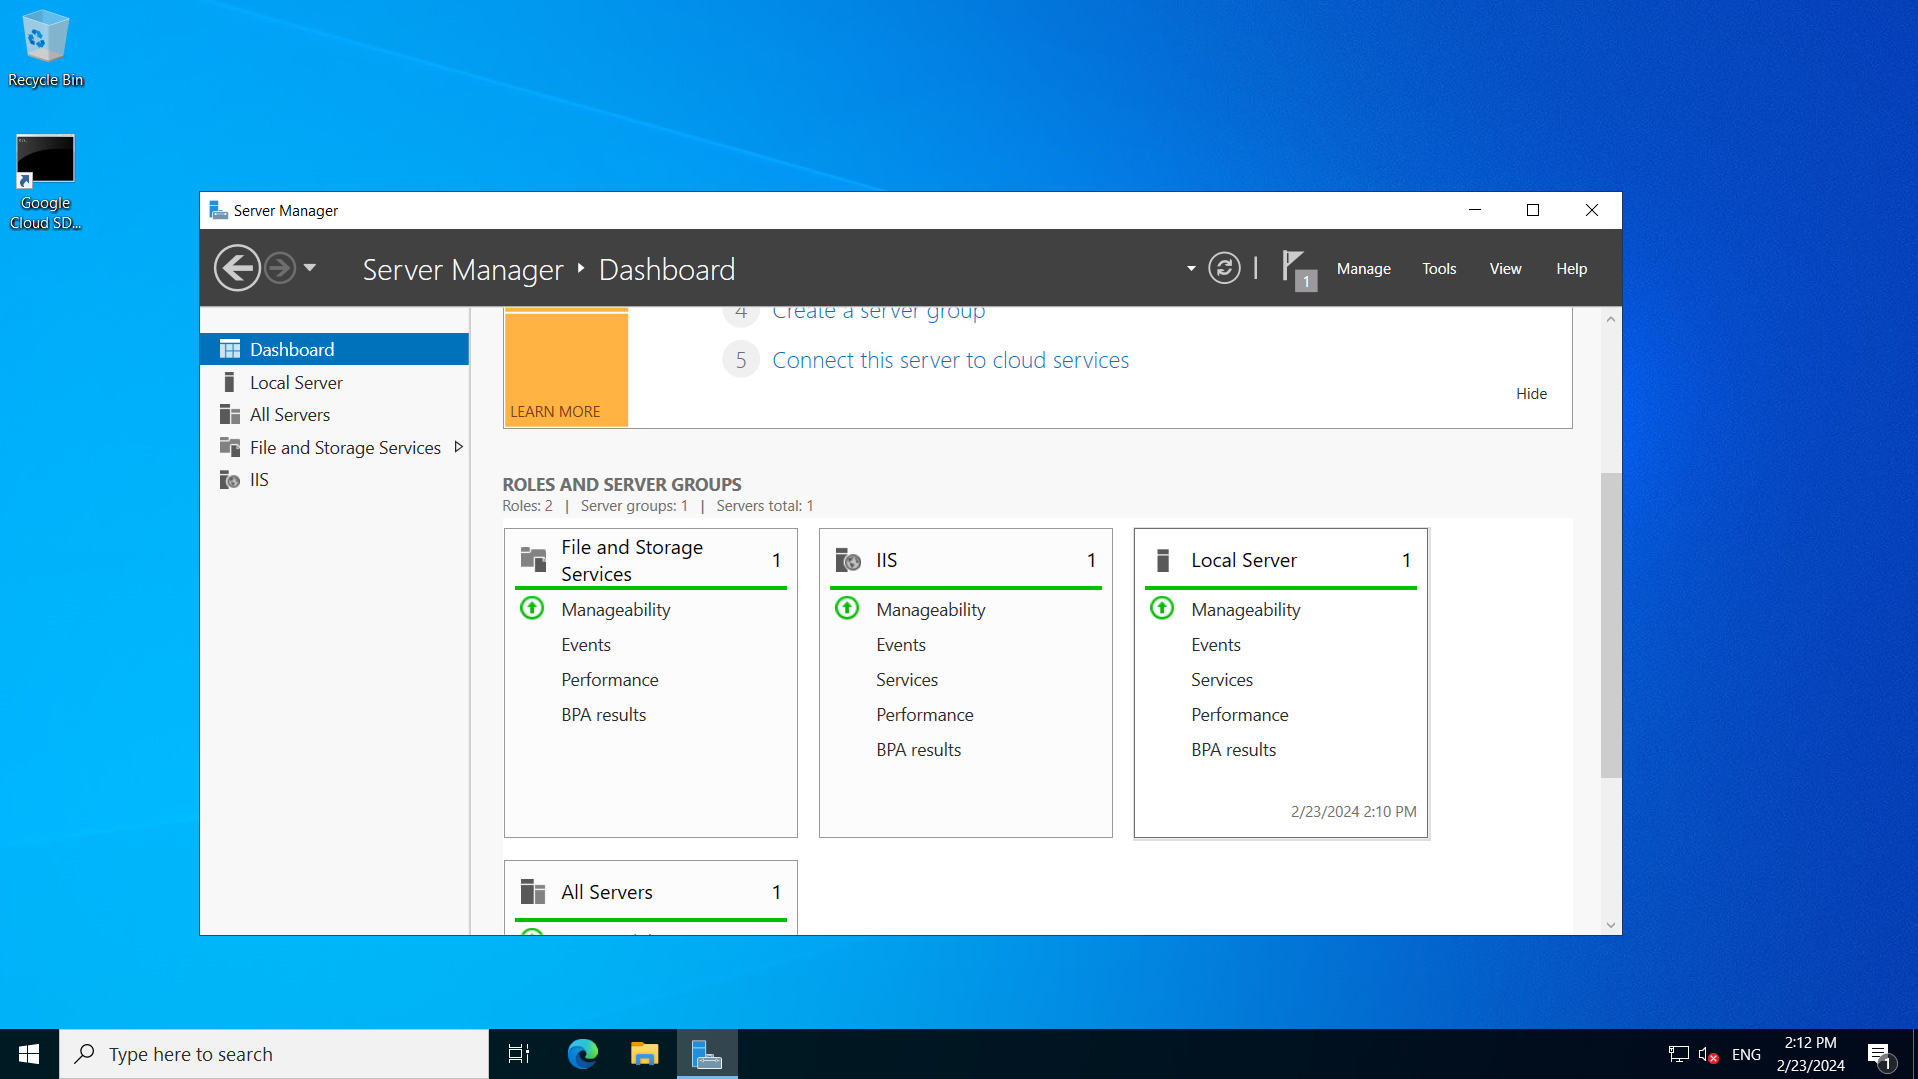 Recycle Bin
Google
Cloud SD...
Server Manager
Server Manager
Dashboard
1
Manage
Tools
View
Help
Dashboard
Local Server
All Servers
File and Storage Services
IIS
4 Create a server group
5 Connect this server to cloud services
Hide
LEARN MORE
ROLES AND SERVER GROUPS
Roles: 2 | Server groups: 1 | Servers total: 1
File and Storage
Services
1
Manageability
Events
Performance
BPA results
IIS
1
Manageability
Events
Services
Performance
BPA results
Local Server
1
Manageability
Events
Services
Performance
BPA results
2/23/2024 2:10 PM
All Servers
1
Type here to search
ENG
2:12 PM
2/23/2024
1